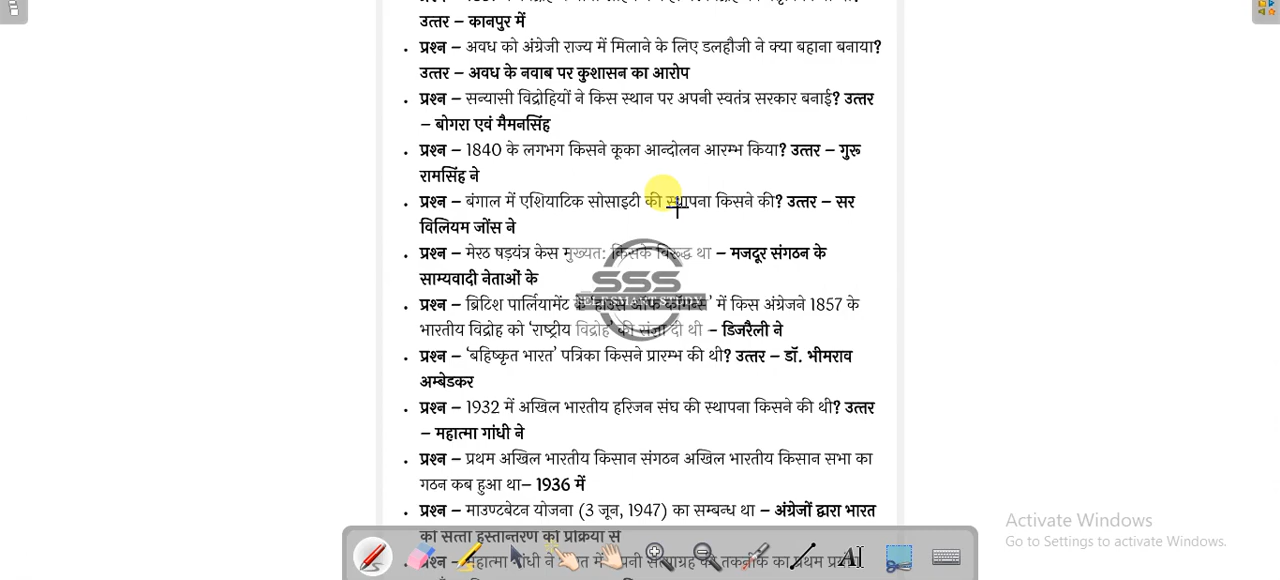 उत्तर – कानपुर में
• प्रश्न – अवध को अंग्रेजी राज्य में मिलाने के लिए डलहौजी ने क्या बहाना बनाया?
उत्तर – अवध के नवाब पर कुशासन का आरोप
• प्रश्न – सन्यासी विद्रोहियों ने किस स्थान पर अपनी स्वतंत्र सरकार बनाई? उत्तर
– बोगरा एवं मैमनसिंह
• प्रश्न – 1840 के लगभग किसने कूका आन्दोलन आरम्भ किया? उत्तर – गुरू
रामसिंह ने
• प्रश्न – बंगाल में एशियाटिक सोसाइटी की स्थापना किसने की? उत्तर – सर
विलियम जोंस ने
• प्रश्न – मेरठ षड़यंत्र केस मुख्यत: किसके विरूद्ध था – मजदूर संगठन के
साम्यवादी नेताओं के
SSS
SELF SMART STUDY
• प्रश्न – ब्रिटिश पार्लियामेंट के 'हाउस ऑफ कॉमन्स' में किस अंग्रेजने 1857 के
भारतीय विद्रोह को 'राष्ट्रीय विद्रोह' की संज्ञा दी थी – डिजरैली ने
• प्रश्न – 'बहिष्कृत भारत' पत्रिका किसने प्रारम्भ की थी? उत्तर – डॉ. भीमराव
अम्बेडकर
• प्रश्न – 1932 में अखिल भारतीय हरिजन संघ की स्थापना किसने की थी? उत्तर
– महात्मा गांधी ने
• प्रश्न – प्रथम अखिल भारतीय किसान संगठन अखिल भारतीय किसान सभा का
गठन कब हुआ था– 1936 में
• प्रश्न – माउण्टबेटन योजना (3 जून, 1947) का सम्बन्ध था – अंग्रेजों द्वारा भारत
को सत्ता हस्तान्तरण की प्रक्रिया से
Activate Windows
Go to Settings to activate Windows.
AI